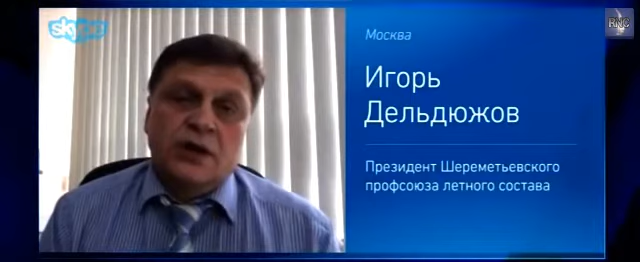 skype
RNC
Москва
Игорь
Дельдюжов
Президент Шереметьевского
профсоюза летного состава